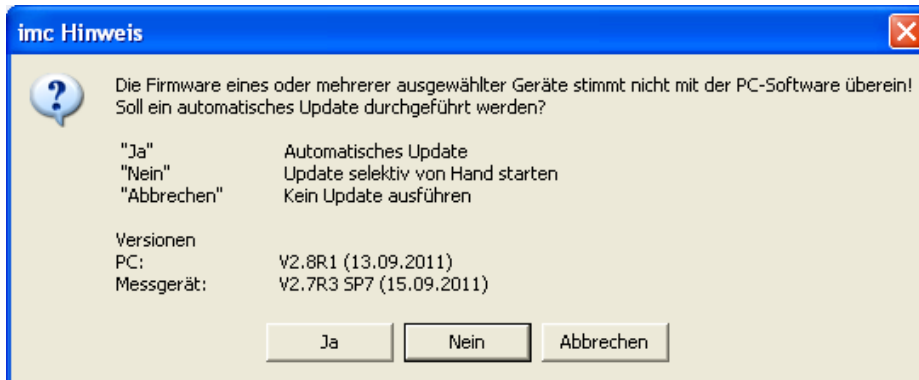 imc Hinweis
Die Firmware eines oder mehrerer ausgewählter Geräte stimmt nicht mit der PC-Software überein!
Soll ein automatisches Update durchgeführt werden?
"Ja" Automatisches Update
"Nein" Update selektiv von Hand starten
"Abbrechen" Kein Update ausführen
Versionen
PC: V2.8R1 (13.09.2011)
Messgerät: V2.7R3 SP7 (15.09.2011)
Ja Nein Abbrechen